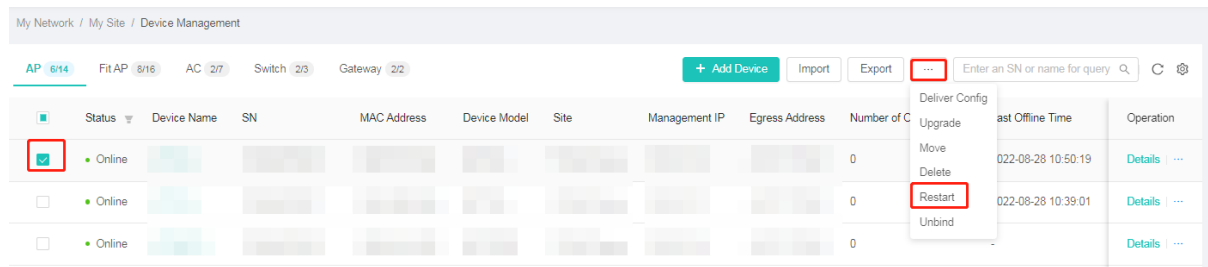 My Network / My Site / Device Management
AP 6/14 Fit AP 8/16 AC 2/7 Switch 2/3 Gateway 2/2 + Add Device Import Export ... Enter an SN or name for query
Status Device Name SN MAC Address Device Model Site Management IP Egress Address Number of C ast Offline Time Operation
Online 0 022-08-28 10:50:19 Details ...
Online 0 022-08-28 10:39:01 Details ...
Online 0 - Details ...
Deliver Config
Upgrade
Move
Delete
Restart
Unbind